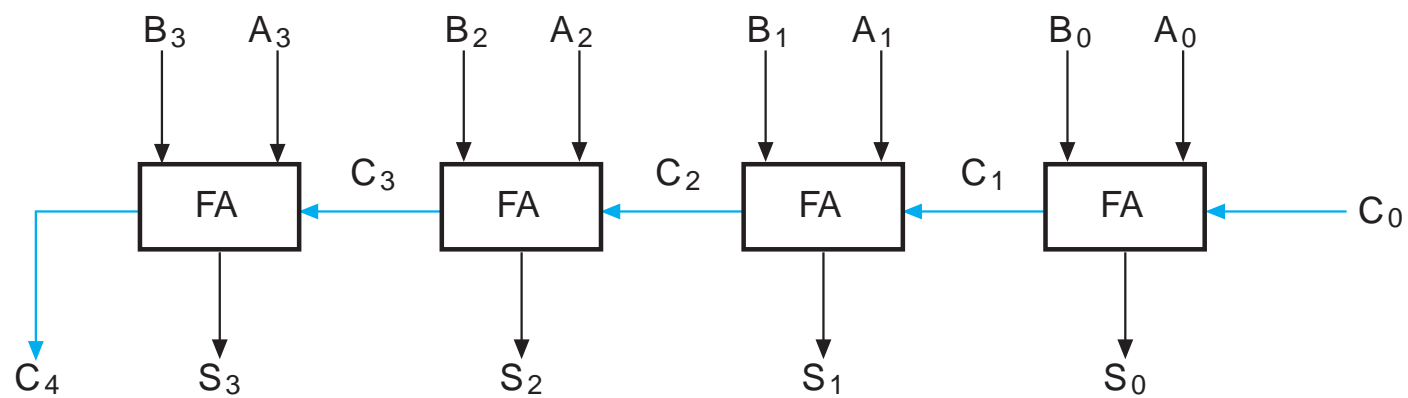 B3 A3 B2 A2 B1 A1 B0 A0
C3 C2 C1
FA FA FA FA C0
C4 S3 S2 S1 S0